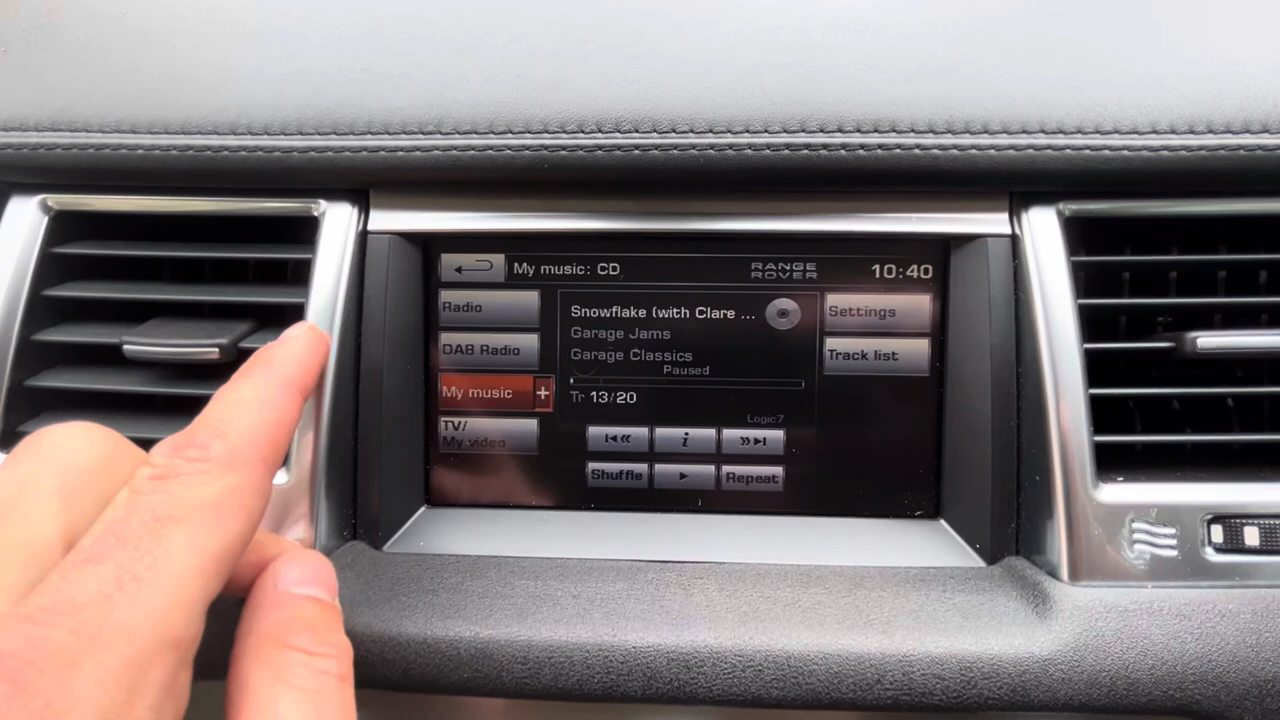 My music: CD
RANGE
ROVER
10:40
Radio
DAB Radio
My music +
TV/
My video
Snowflake (with Clare ...
Garage Jams
Garage Classics
Paused
Tr 13/20
Logic7
i
Shuffle
Repeat
Settings
Track list